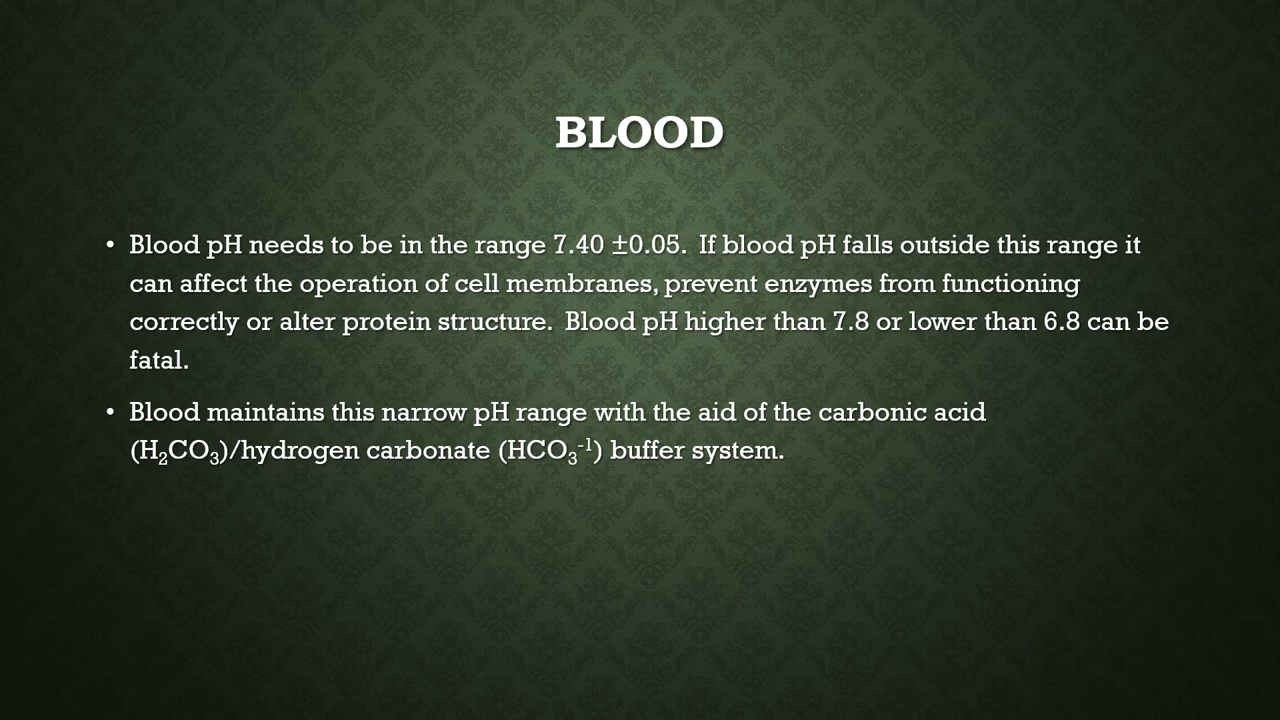 BLOOD
• Blood pH needs to be in the range 7.40 ±0.05.  If blood pH falls outside this range it
can affect the operation of cell membranes, prevent enzymes from functioning
correctly or alter protein structure.  Blood pH higher than 7.8 or lower than 6.8 can be
fatal.
• Blood maintains this narrow pH range with the aid of the carbonic acid
(H₂CO₃)/hydrogen carbonate (HCO₃⁻¹) buffer system.